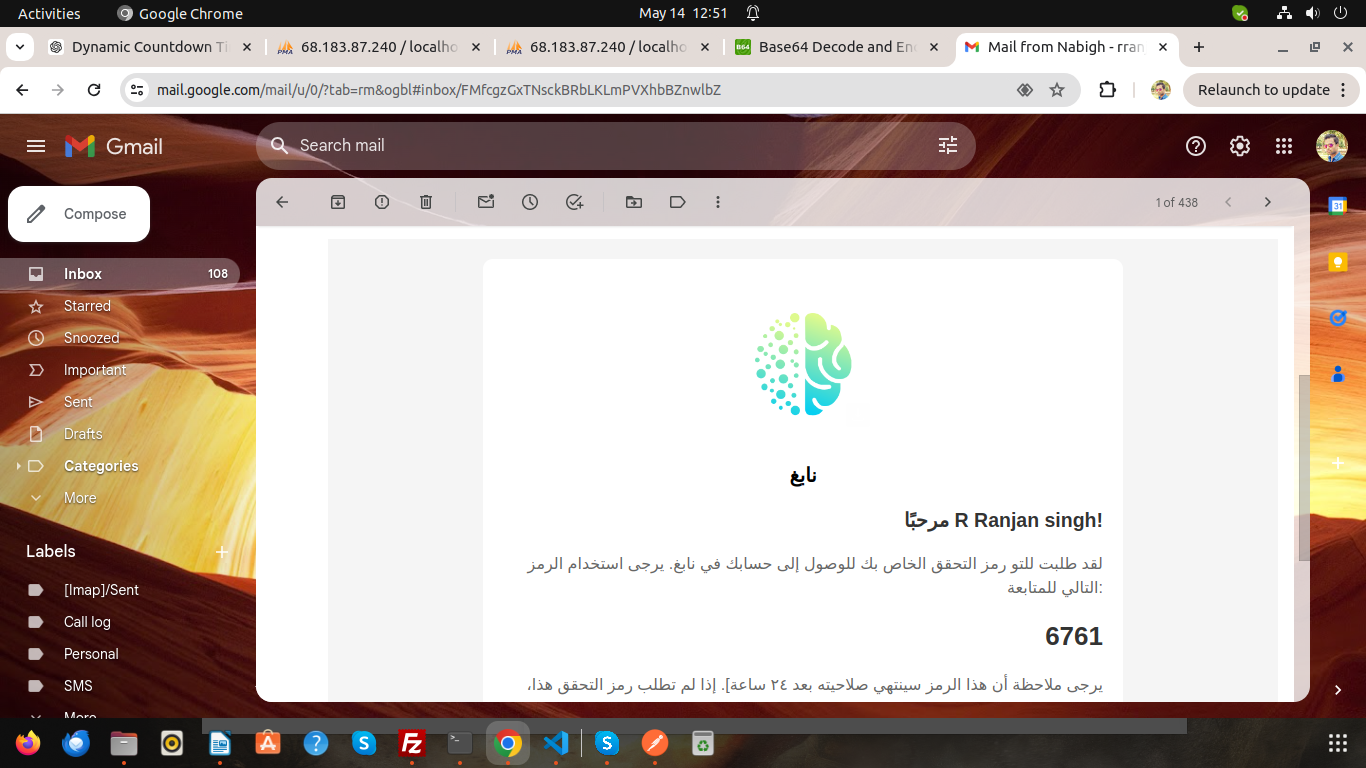 Activities
Google Chrome
May 14 12:51
Dynamic Countdown Ti
68.183.87.240 / localho
68.183.87.240 / localho
Base64 Decode and En
Mail from Nabigh - rran
mail.google.com/mail/u/0/?tab=rm&ogbl#inbox/FMfcgzGxTNsckBRbLKLmPVXhbBZnwlbZ
Relaunch to update
Gmail
Search mail
Compose
1 of 438
Inbox 108
Starred
Snoozed
Important
Sent
Drafts
Categories
More
Labels
[Imap]/Sent
Call log
Personal
SMS
More
نابغ
مرحبًا R Ranjan singh!
لقد طلبت للتو رمز التحقق الخاص بك للوصول إلى حسابك في نابغ. يرجى استخدام الرمز
التالي للمتابعة:
6761
يرجى ملاحظة أن هذا الرمز سينتهي صلاحيته بعد ٢٤ ساعة]. إذا لم تطلب رمز التحقق هذا،